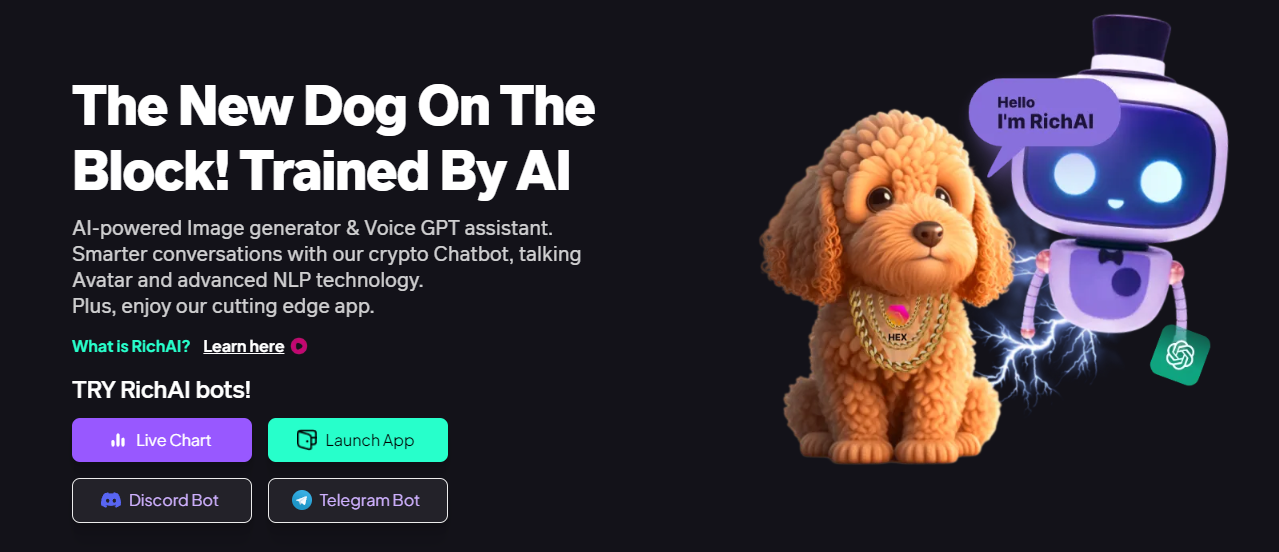 The New Dog On The
Block! Trained By AI
AI-powered Image generator & Voice GPT assistant.
Smarter conversations with our crypto Chatbot, talking
Avatar and advanced NLP technology.
Plus, enjoy our cutting edge app.
What is RichAI? Learn here
TRY RichAI bots!
Live Chart
Launch App
Discord Bot
Telegram Bot
Hello
I'm RichAI
HEX